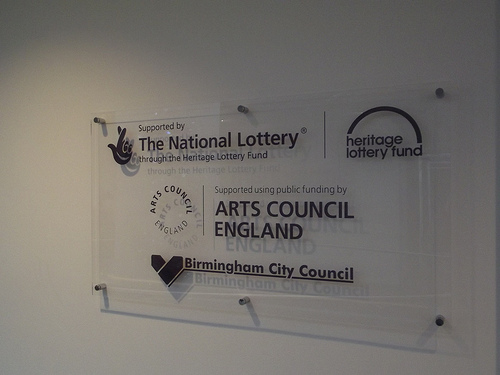 Supported by
The National Lottery®
through the Heritage Lottery Fund
heritage
lottery fund
ARTS COUNCIL
ENGLAND
Supported using public funding by
ARTS COUNCIL
ENGLAND
Birmingham City Council